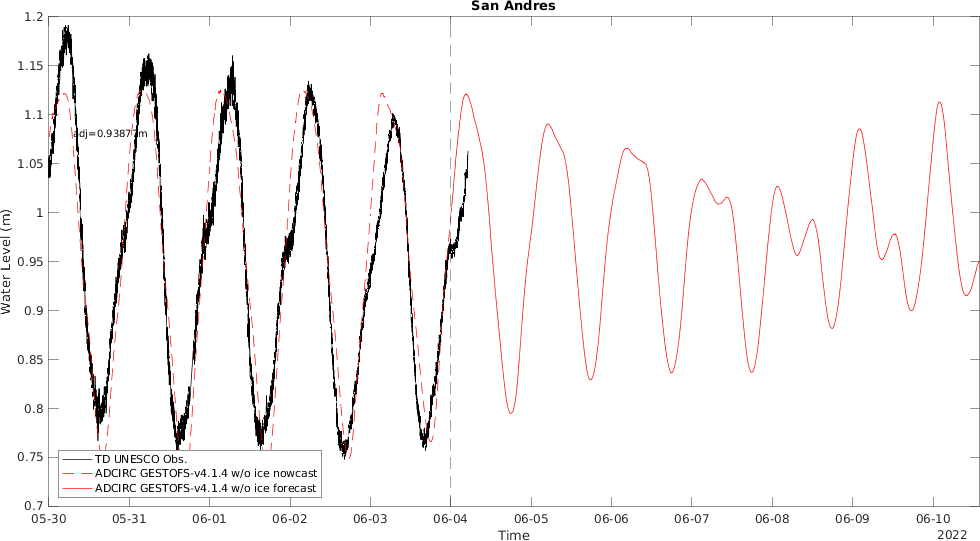 San Andres
1.2
1.15
1.1
1.05
1
0.95
0.9
0.85
0.8
0.75
0.7
Water Level (m)
adj=0.93877m
TD UNESCO Obs.
ADCIRC GESTOFS-v4.1.4 w/o ice nowcast
ADCIRC GESTOFS-v4.1.4 w/o ice forecast
05-30 05-31 06-01 06-02 06-03 06-04 06-05 06-06 06-07 06-08 06-09 06-10
Time
2022